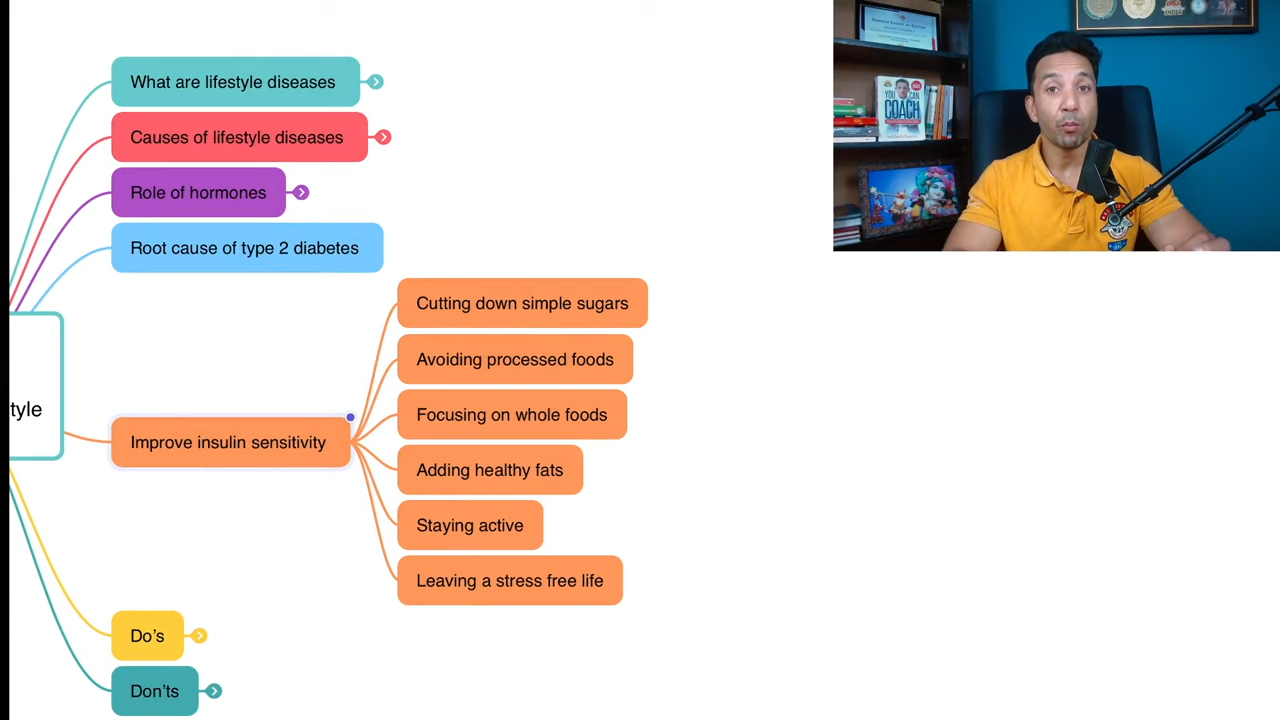 What are lifestyle diseases
Causes of lifestyle diseases
Role of hormones
Root cause of type 2 diabetes
tyle
Improve insulin sensitivity
Cutting down simple sugars
Avoiding processed foods
Focusing on whole foods
Adding healthy fats
Staying active
Leaving a stress free life
Do's
Don'ts
YOU CAN
COACH